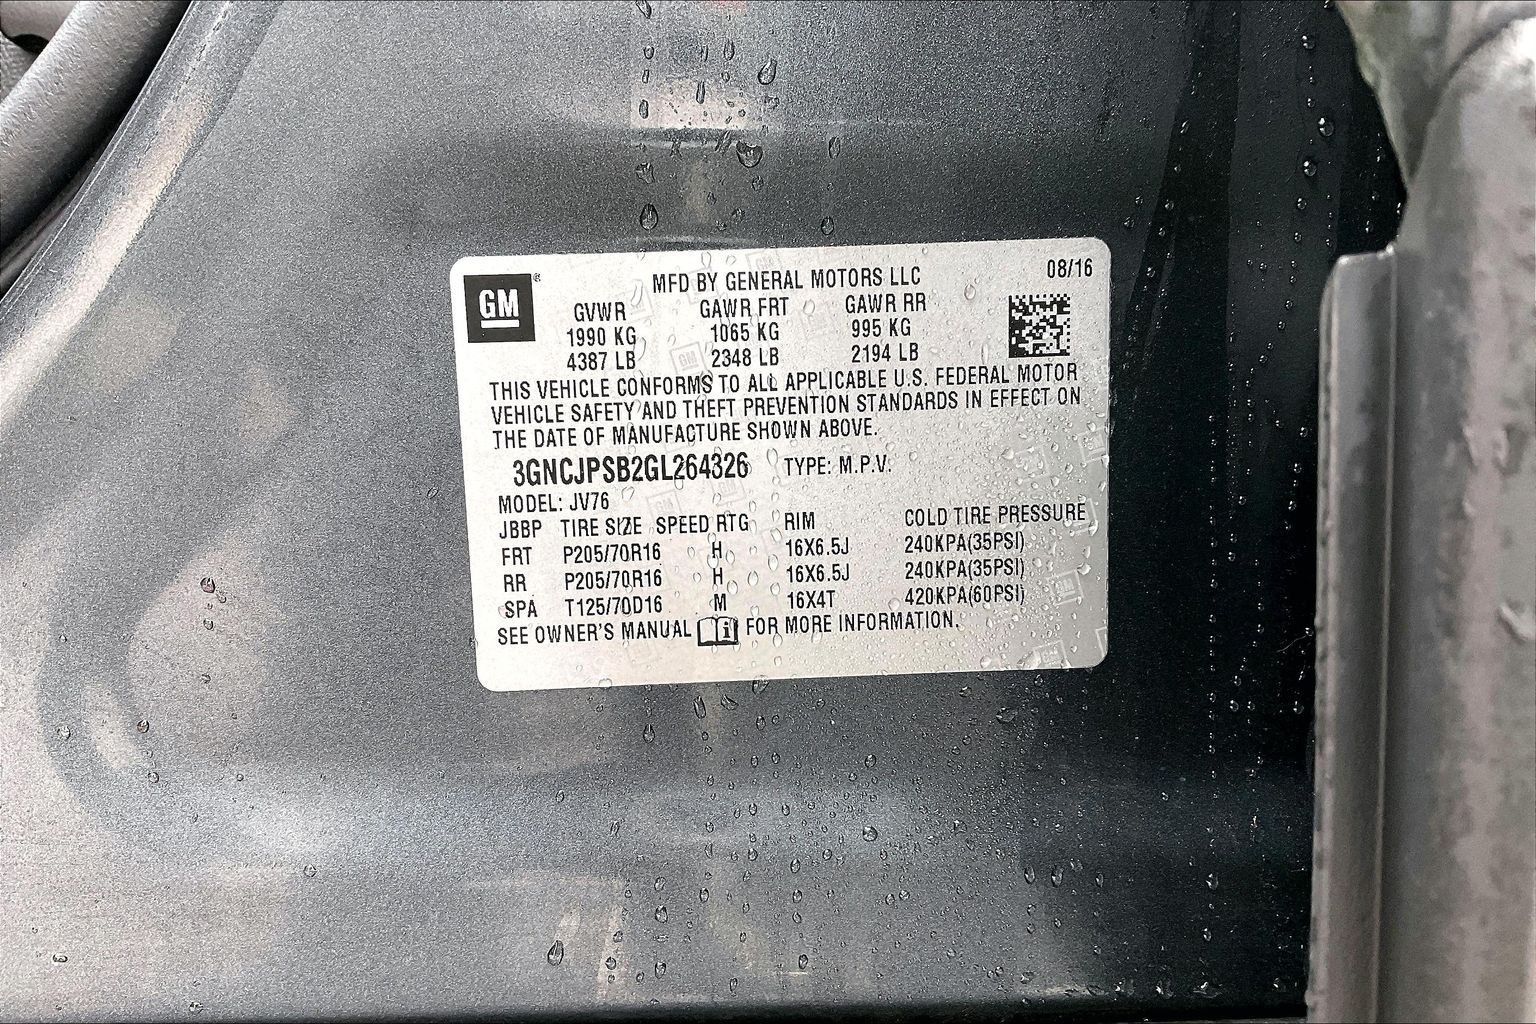 GM® MFD BY GENERAL MOTORS LLC 08/16
GVWR GAWR FRT GAWR RR
1990 KG 1065 KG 995 KG
4387 LB 2348 LB 2194 LB
THIS VEHICLE CONFORMS TO ALL APPLICABLE U.S. FEDERAL MOTOR
VEHICLE SAFETY AND THEFT PREVENTION STANDARDS IN EFFECT ON
THE DATE OF MANUFACTURE SHOWN ABOVE.
3GNCJPSB2GL264326 TYPE: M.P.V.
MODEL: JV76
JBBP TIRE SIZE SPEED RTG RIM COLD TIRE PRESSURE
FRT P205/70R16 H 16X6.5J 240KPA(35PSI)
RR P205/70R16 H 16X6.5J 240KPA(35PSI)
SPA T125/70D16 M 16X4T 420KPA(60PSI)
SEE OWNER'S MANUAL i FOR MORE INFORMATION.